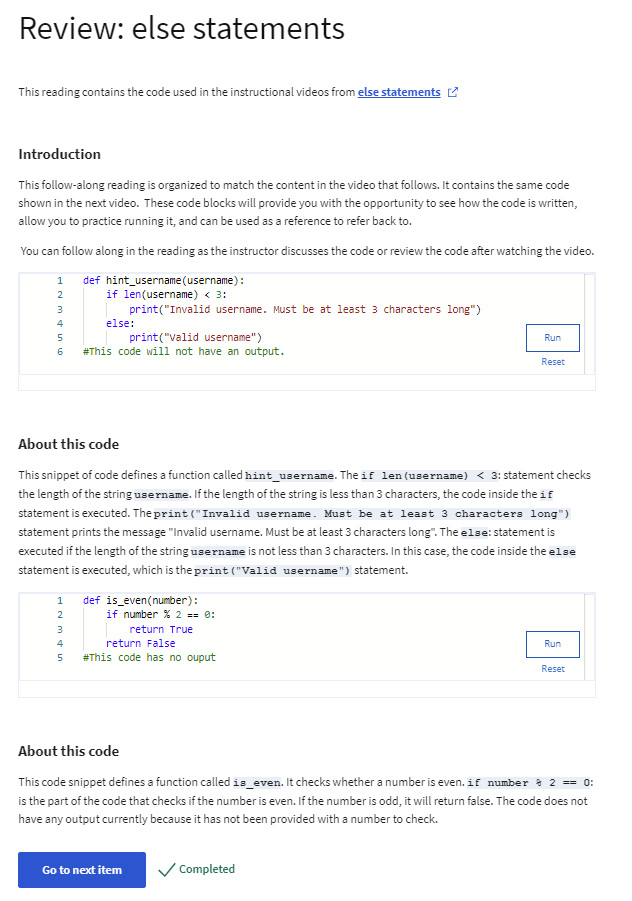 Review: else statements
This reading contains the code used in the instructional videos from else statements
Introduction
This follow-along reading is organized to match the content in the video that follows. It contains the same code
shown in the next video.  These code blocks will provide you with the opportunity to see how the code is written,
allow you to practice running it, and can be used as a reference to refer back to.
You can follow along in the reading as the instructor discusses the code or review the code after watching the video.
1 def hint_username(username):
2     if len(username) < 3:
3         print("Invalid username. Must be at least 3 characters long")
4     else:
5         print("Valid username")
6 #This code will not have an output.
Run
Reset
About this code
This snippet of code defines a function called hint_username. The if len(username) < 3: statement checks
the length of the string username. If the length of the string is less than 3 characters, the code inside the if
statement is executed. The print("Invalid username. Must be at least 3 characters long")
statement prints the message "Invalid username. Must be at least 3 characters long". The else: statement is
executed if the length of the string username is not less than 3 characters. In this case, the code inside the else
statement is executed, which is the print("Valid username") statement.
1 def is_even(number):
2     if number % 2 == 0:
3         return True
4     return False
5 #This code has no ouput
Run
Reset
About this code
This code snippet defines a function called is_even. It checks whether a number is even. if number % 2 == 0:
is the part of the code that checks if the number is even. If the number is odd, it will return false. The code does not
have any output currently because it has not been provided with a number to check.
Go to next item
Completed